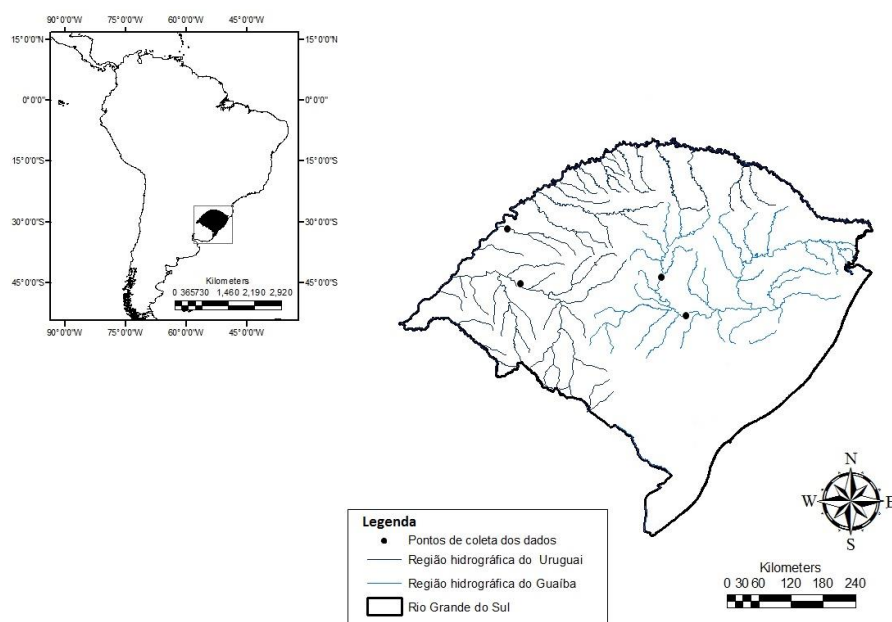 90°0'0"W 75°0'0"W 60°0'0"W 45°0'0"W
15°0'0"N 15°0'0"N
0°0'0" 0°0'0"
15°0'0"S 15°0'0"S
30°0'0"S 30°0'0"S
45°0'0"S 45°0'0"S
Kilometers
0 365730 1,460 2,190 2,920
90°0'0"W 75°0'0"W 60°0'0"W 45°0'0"W
N
W E
S
Legenda
Pontos de coleta dos dados
Região hidrográfica do Uruguai
Região hidrográfica do Guaíba
Rio Grande do Sul
Kilometers
0 30 60 120 180 240